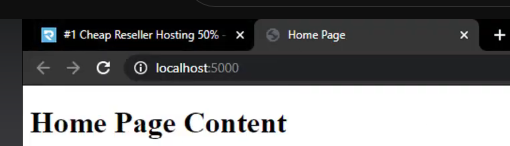 #1 Cheap Reseller Hosting 50% -
Home Page
localhost:5000
Home Page Content